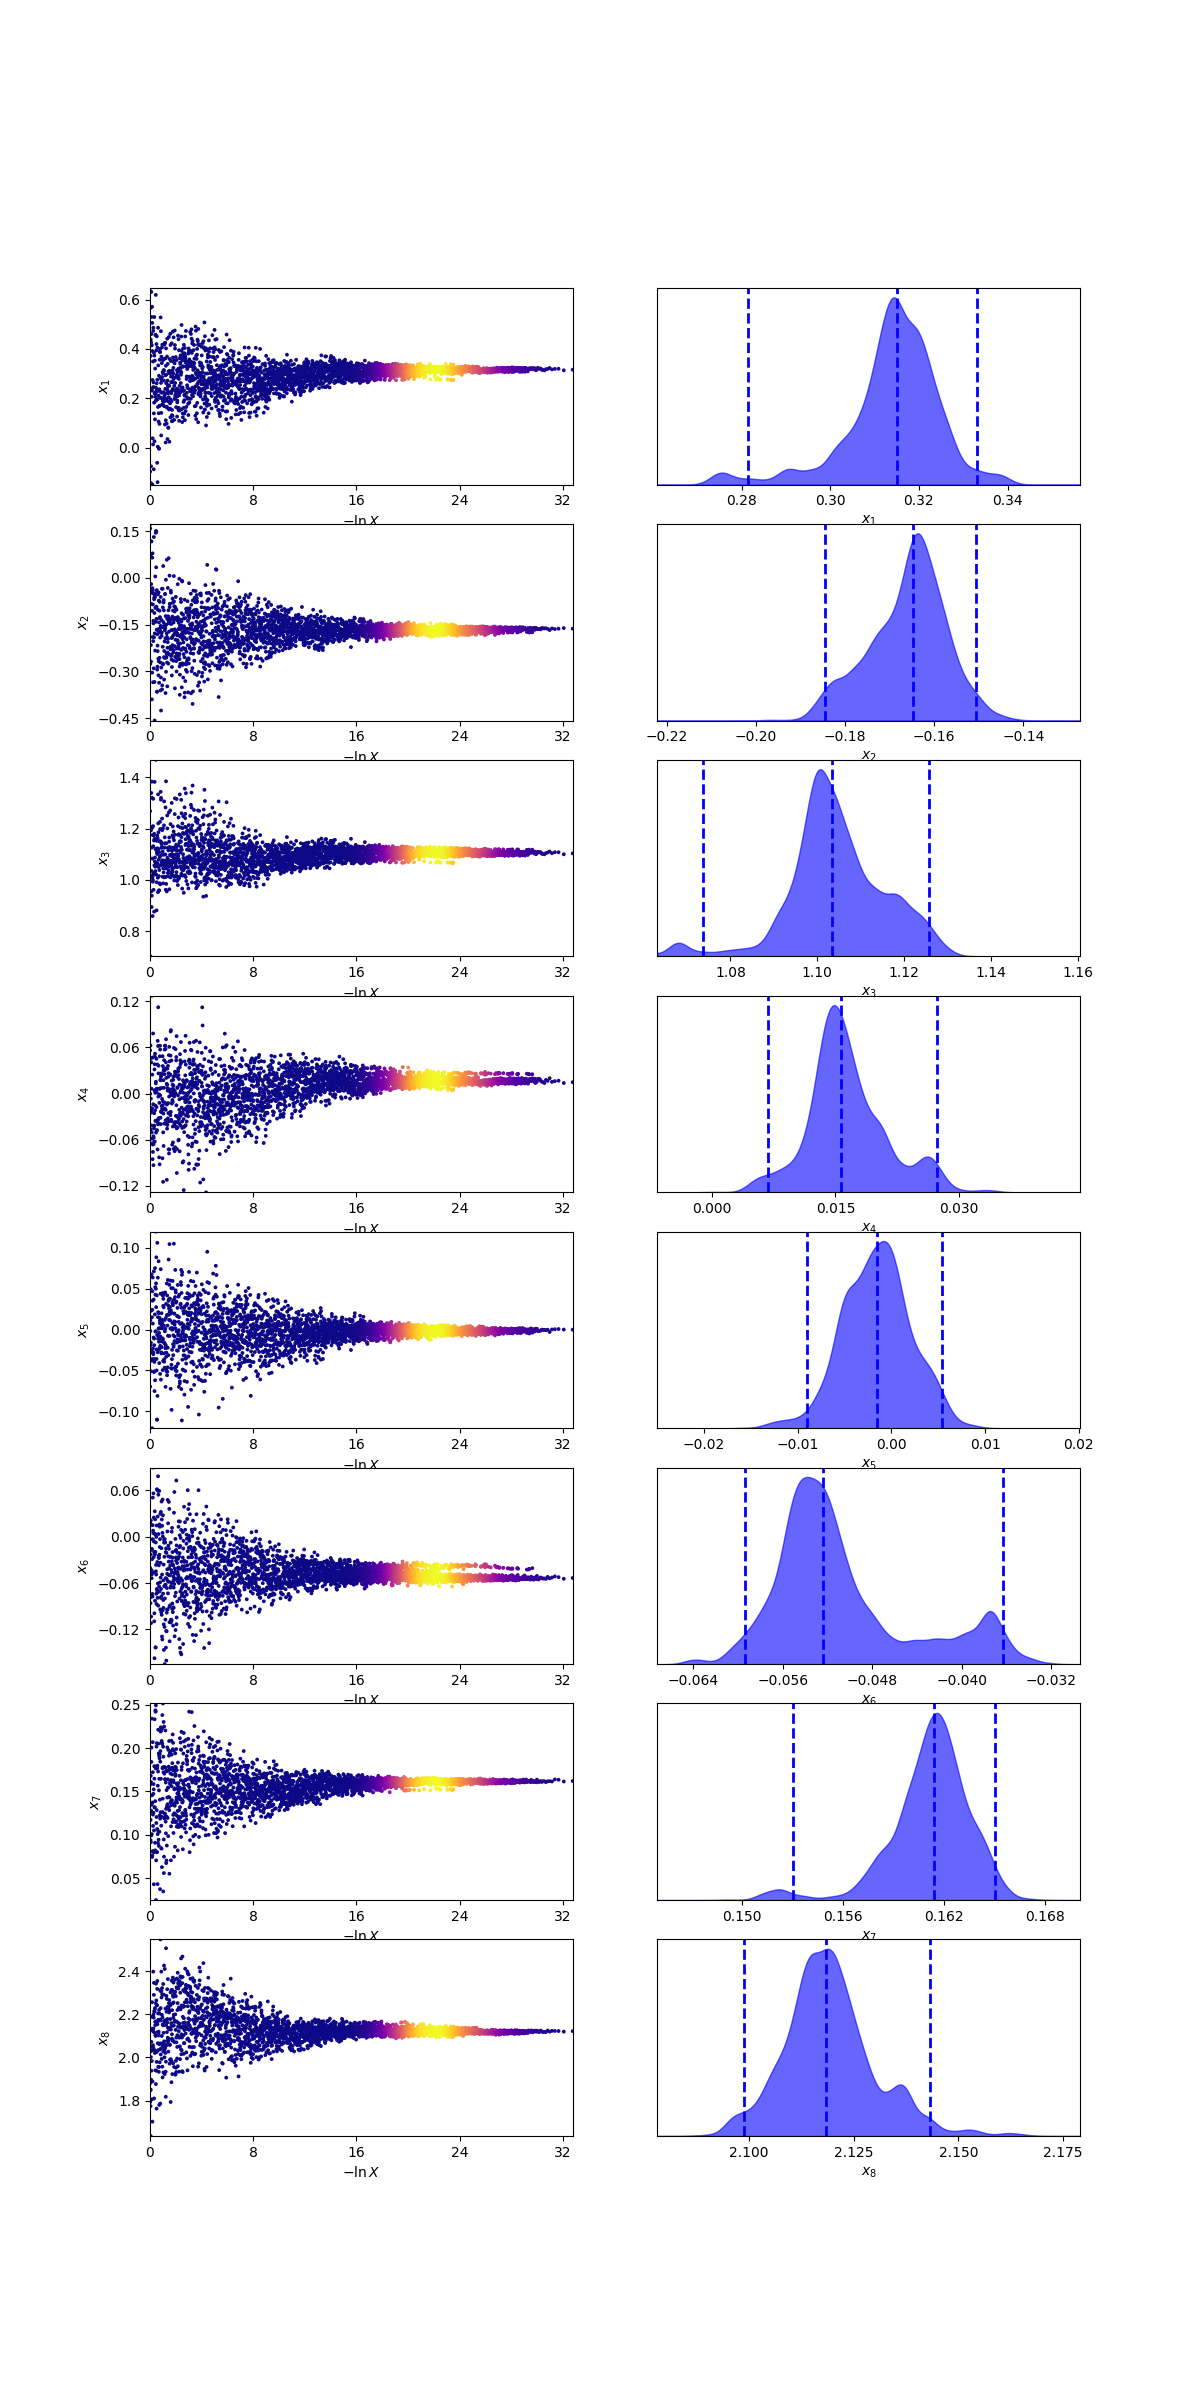 0.6
0.4
0.2
0.0
x₁
0 8 16 24 32
−ln X
0.28 0.30 0.32 0.34
x₁
0.15
0.00
−0.15
−0.30
−0.45
x₂
0 8 16 24 32
−ln X
−0.22 −0.20 −0.18 −0.16 −0.14
x₂
1.4
1.2
1.0
0.8
x₃
0 8 16 24 32
−ln X
1.08 1.10 1.12 1.14 1.16
x₃
0.12
0.06
0.00
−0.06
−0.12
x₄
0 8 16 24 32
−ln X
0.000 0.015 0.030
x₄
0.10
0.05
0.00
−0.05
−0.10
x₅
0 8 16 24 32
−ln X
−0.02 −0.01 0.00 0.01 0.02
x₅
0.06
0.00
−0.06
−0.12
x₆
0 8 16 24 32
−ln X
−0.064 −0.056 −0.048 −0.040 −0.032
x₆
0.25
0.20
0.15
0.10
0.05
x₇
0 8 16 24 32
−ln X
0.150 0.156 0.162 0.168
x₇
2.4
2.2
2.0
1.8
x₈
0 8 16 24 32
−ln X
2.100 2.125 2.150 2.175
x₈